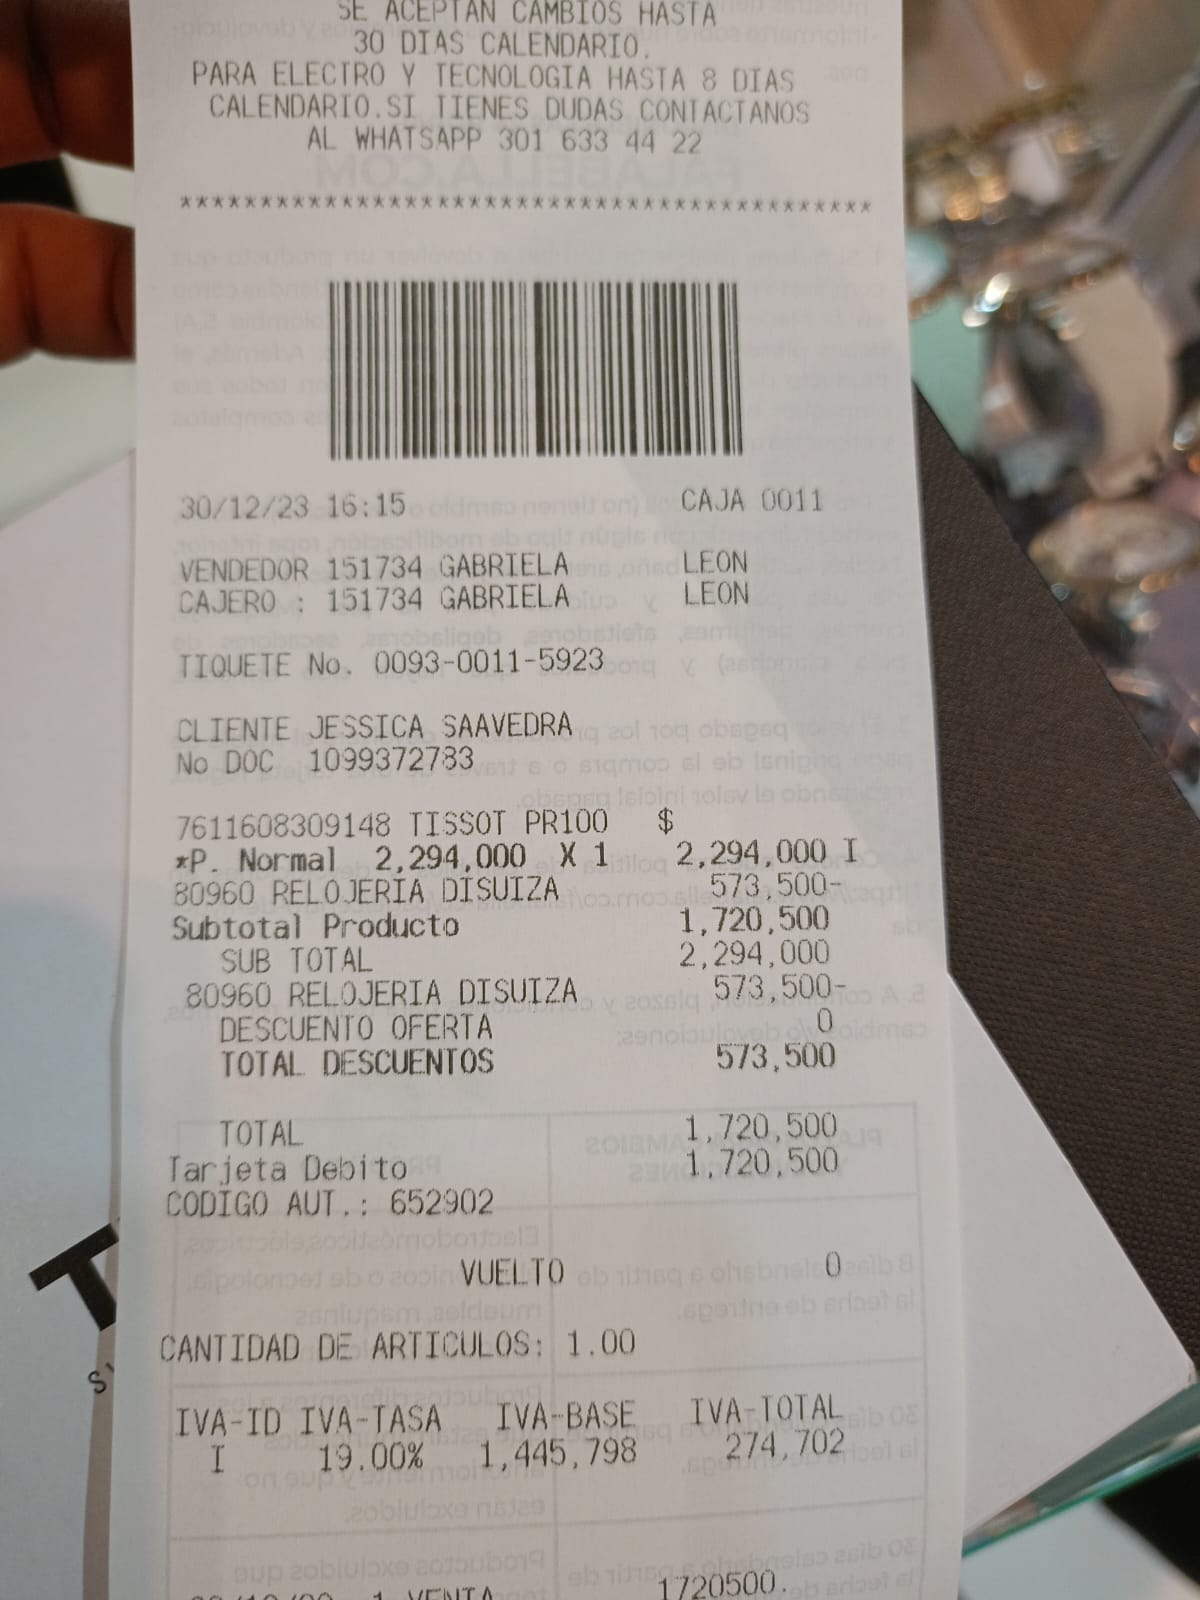 SE ACEPTAN CAMBIOS HASTA
30 DIAS CALENDARIO.
PARA ELECTRO Y TECNOLOGIA HASTA 8 DIAS
CALENDARIO.SI TIENES DUDAS CONTACTANOS
AL WHATSAPP 301 633 44 22
********************************************
30/12/23 16:15 CAJA 0011
VENDEDOR 151734 GABRIELA LEON
CAJERO : 151734 GABRIELA LEON
TIQUETE No. 0093-0011-5923
CLIENTE JESSICA SAAVEDRA
No DOC 1099372783
7611608309148 TISSOT PR100 $
*P. Normal 2,294,000 X 1 2,294,000 I
80960 RELOJERIA DISUIZA 573,500-
Subtotal Producto 1,720,500
SUB TOTAL 2,294,000
80960 RELOJERIA DISUIZA 573,500-
DESCUENTO OFERTA 0
TOTAL DESCUENTOS 573,500
TOTAL 1,720,500
Tarjeta Debito 1,720,500
CODIGO AUT.: 652902
VUELTO 0
CANTIDAD DE ARTICULOS: 1.00
IVA-ID IVA-TASA IVA-BASE IVA-TOTAL
I 19.00% 1,445,798 274,702
1 VENTA 1720500.